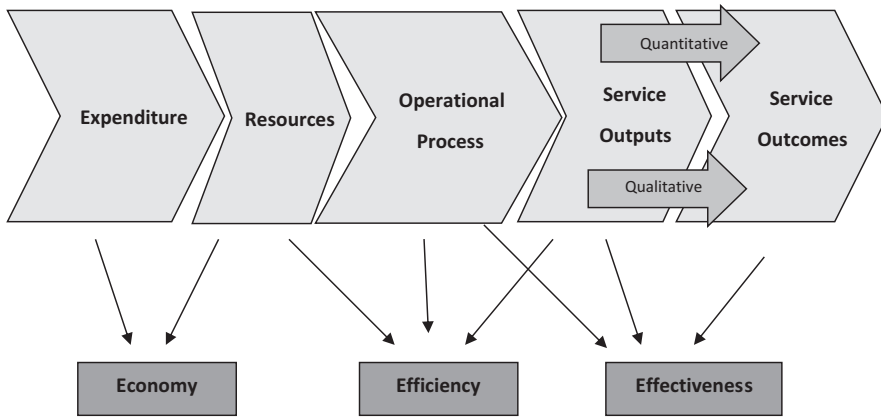 Quantitative
Expenditure
Resources
Operational
Process
Service
Outputs
Service
Outcomes
Qualitative
Economy
Efficiency
Effectiveness